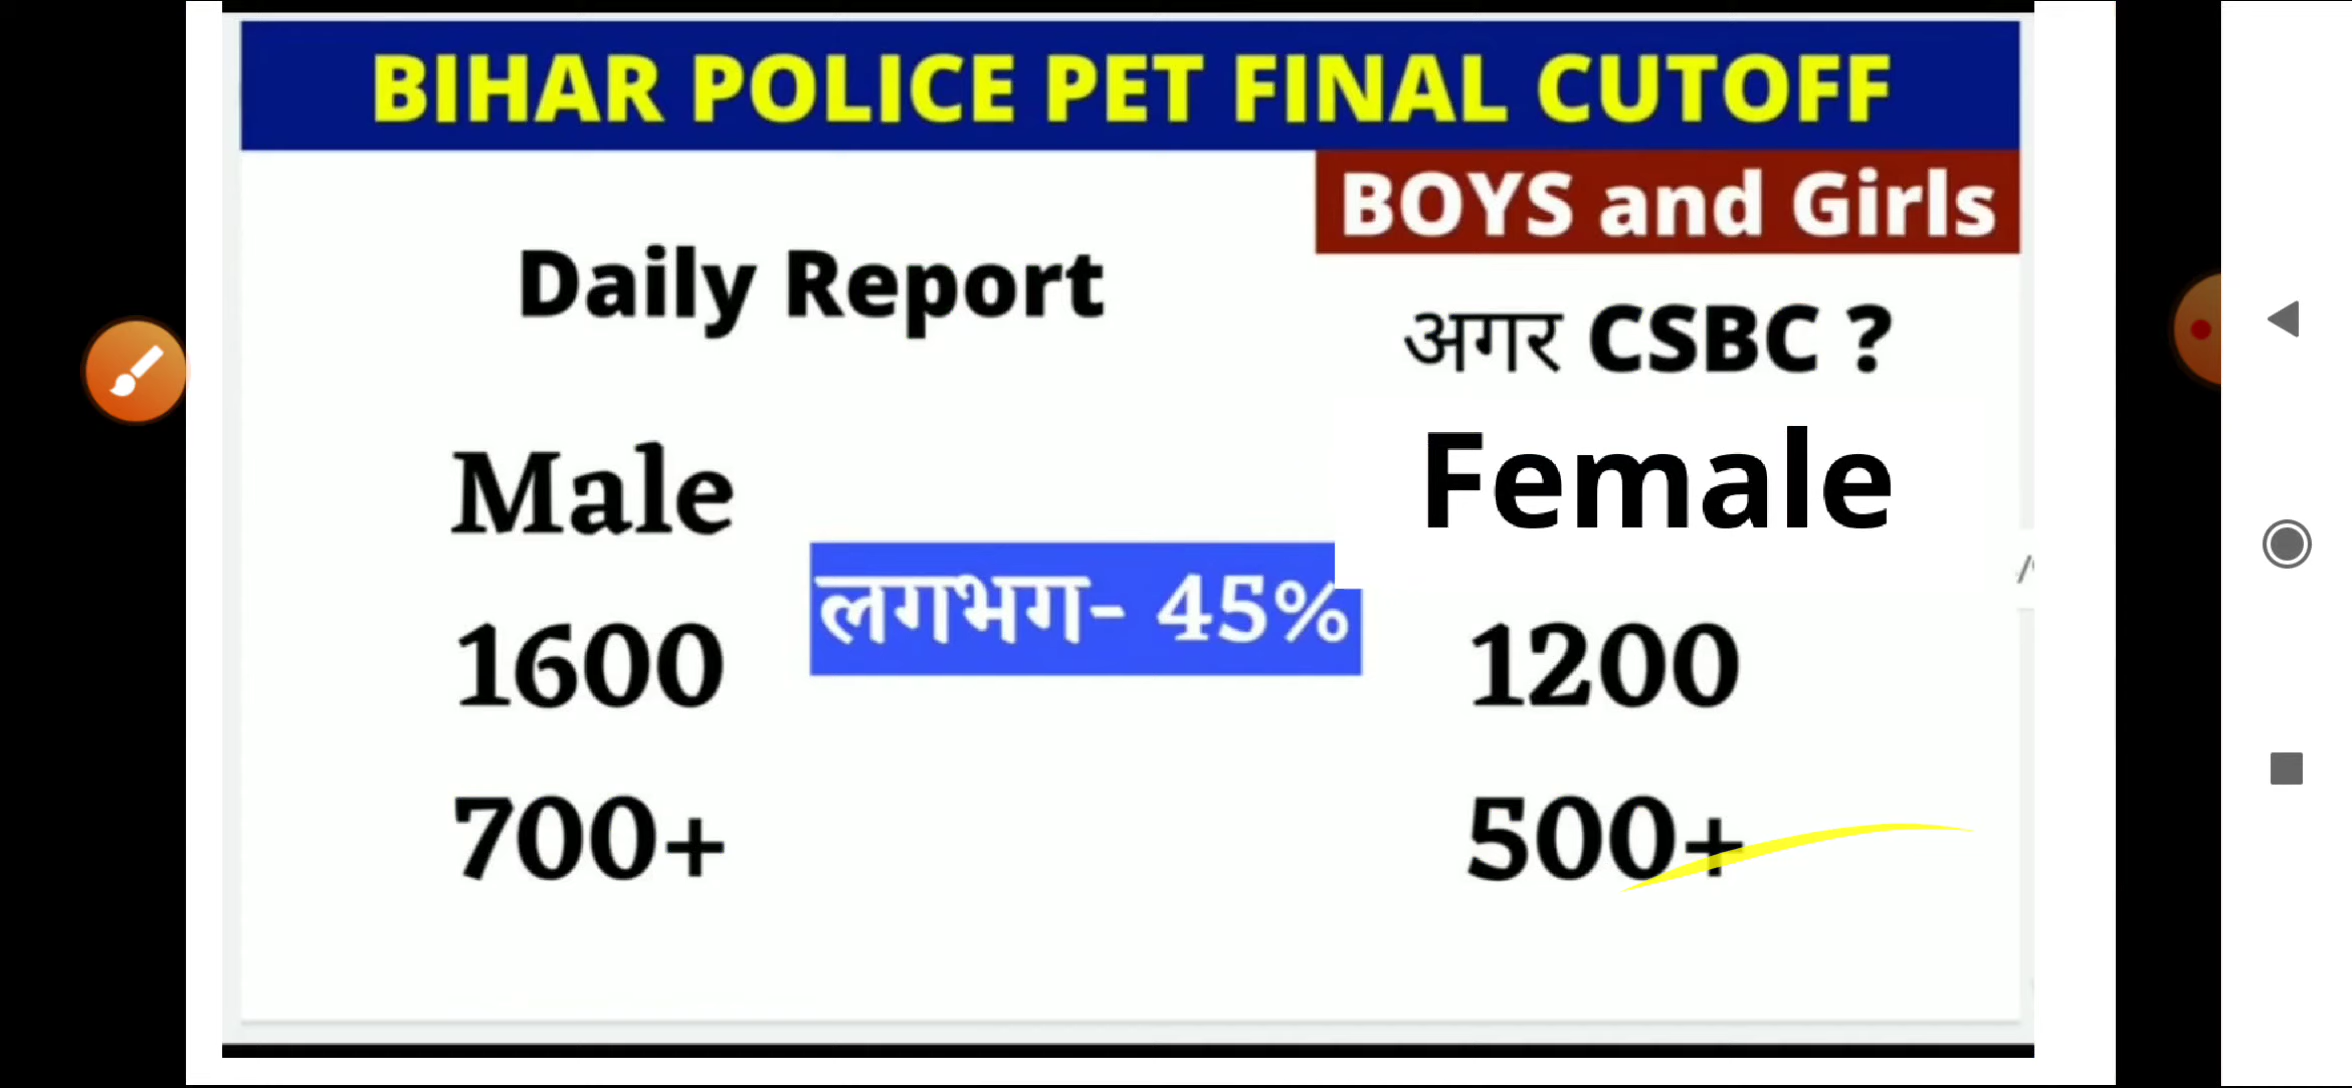 BIHAR POLICE PET FINAL CUTOFF
BOYS and Girls
Daily Report
अगर CSBC ?
Male
Female
लगभग- 45%
1600
1200
700+
500+